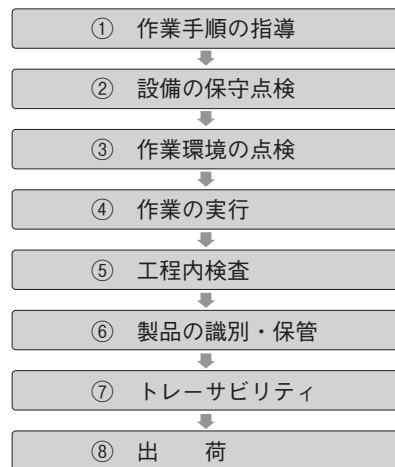 ① 作業手順の指導
② 設備の保守点検
③ 作業環境の点検
④ 作業の実行
⑤ 工程内検査
⑥ 製品の識別・保管
⑦ トレーサビリティ
⑧ 出　　荷